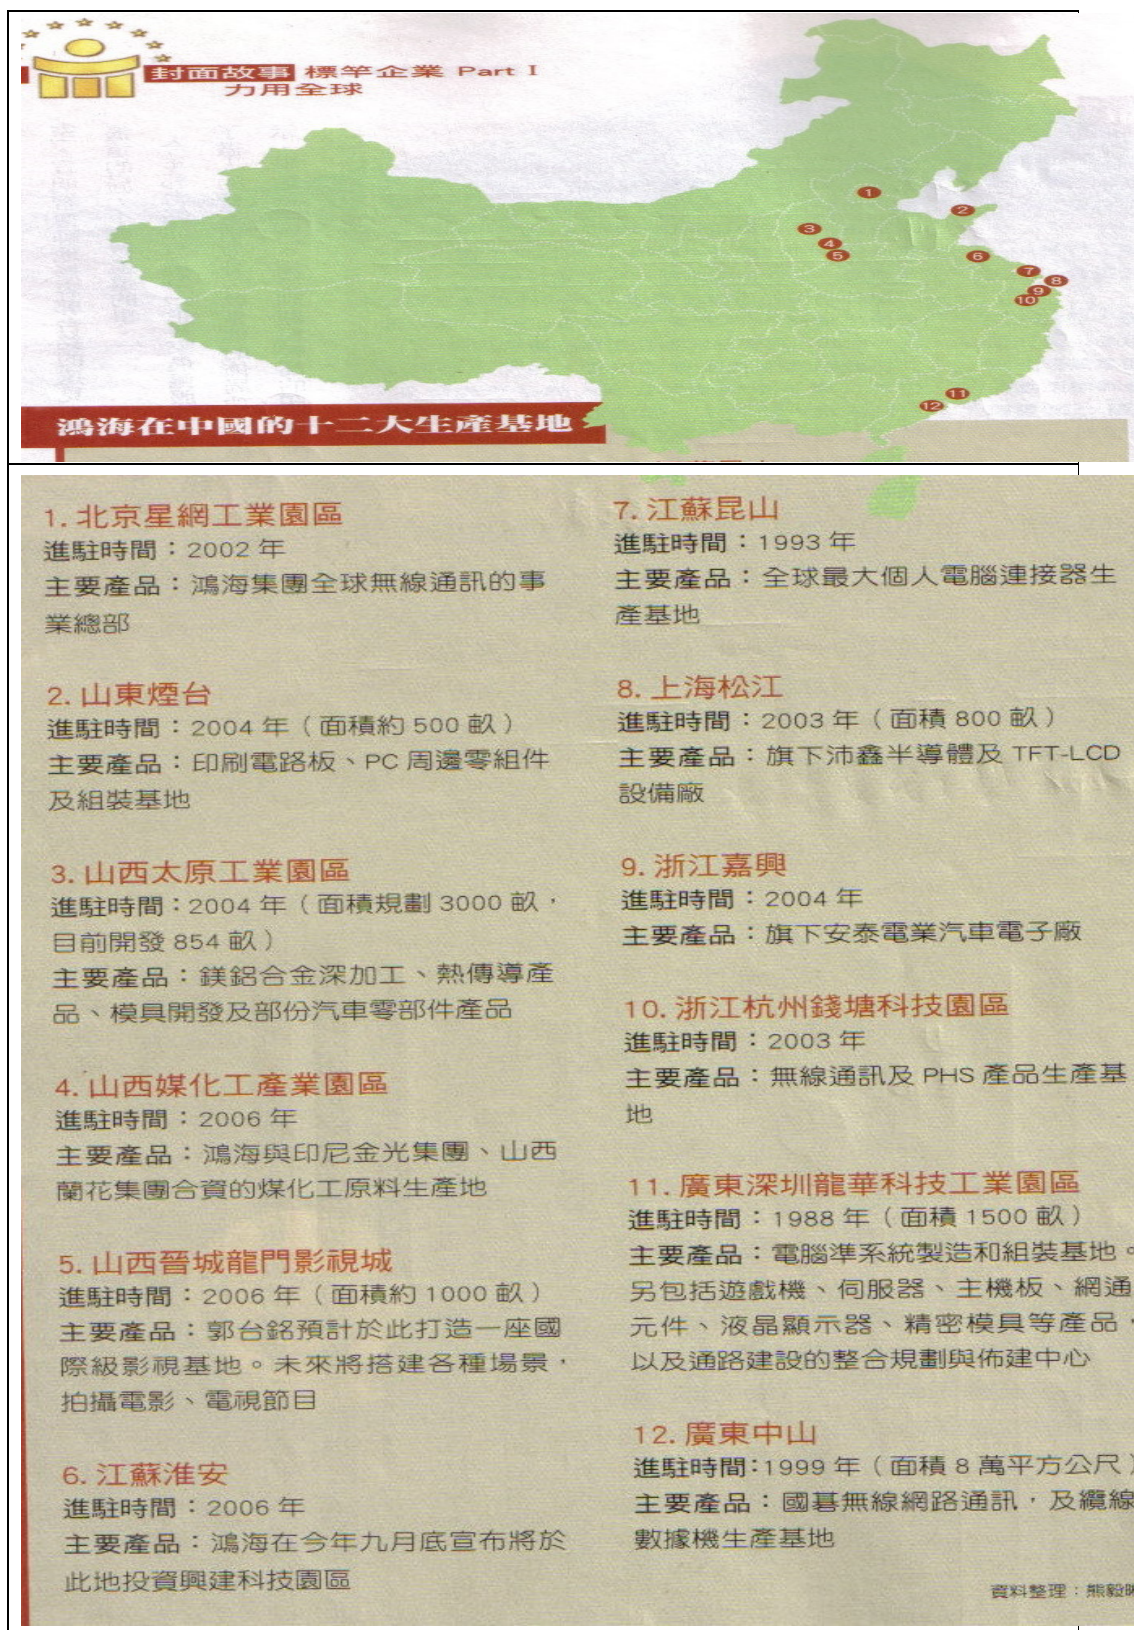 封面故事 標竿企業 Part I
力用全球
1
2
3
4
5
6
7
8
9
10
11
12
鴻海在中國的十二大生產基地
1. 北京星網工業園區
進駐時間：2002 年
主要產品：鴻海集團全球無線通訊的事
業總部
2. 山東煙台
進駐時間：2004 年（面積約 500 畝）
主要產品：印刷電路板、PC 周邊零組件
及組裝基地
3. 山西太原工業園區
進駐時間：2004 年（面積規劃 3000 畝，
目前開發 854 畝）
主要產品：鎂鋁合金深加工、熱傳導產
品、模具開發及部份汽車零部件產品
4. 山西媒化工產業園區
進駐時間：2006 年
主要產品：鴻海與印尼金光集團、山西
蘭花集團合資的煤化工原料生產地
5. 山西晉城龍門影視城
進駐時間：2006 年（面積約 1000 畝）
主要產品：郭台銘預計於此打造一座國
際級影視基地。未來將搭建各種場景，
拍攝電影、電視節目
6. 江蘇淮安
進駐時間：2006 年
主要產品：鴻海在今年九月底宣布將於
此地投資興建科技園區
7. 江蘇昆山
進駐時間：1993 年
主要產品：全球最大個人電腦連接器生
產基地
8. 上海松江
進駐時間：2003 年（面積 800 畝）
主要產品：旗下沛鑫半導體及 TFT-LCD
設備廠
9. 浙江嘉興
進駐時間：2004 年
主要產品：旗下安泰電業汽車電子廠
10. 浙江杭州錢塘科技園區
進駐時間：2003 年
主要產品：無線通訊及 PHS 產品生產基
地
11. 廣東深圳龍華科技工業園區
進駐時間：1988 年（面積 1500 畝）
主要產品：電腦準系統製造和組裝基地。
另包括遊戲機、伺服器、主機板、網通
元件、液晶顯示器、精密模具等產品，
以及通路建設的整合規劃與佈建中心
12. 廣東中山
進駐時間：1999 年（面積 8 萬平方公尺）
主要產品：國碁無線網路通訊，及纜線
數據機生產基地
資料整理：熊毅